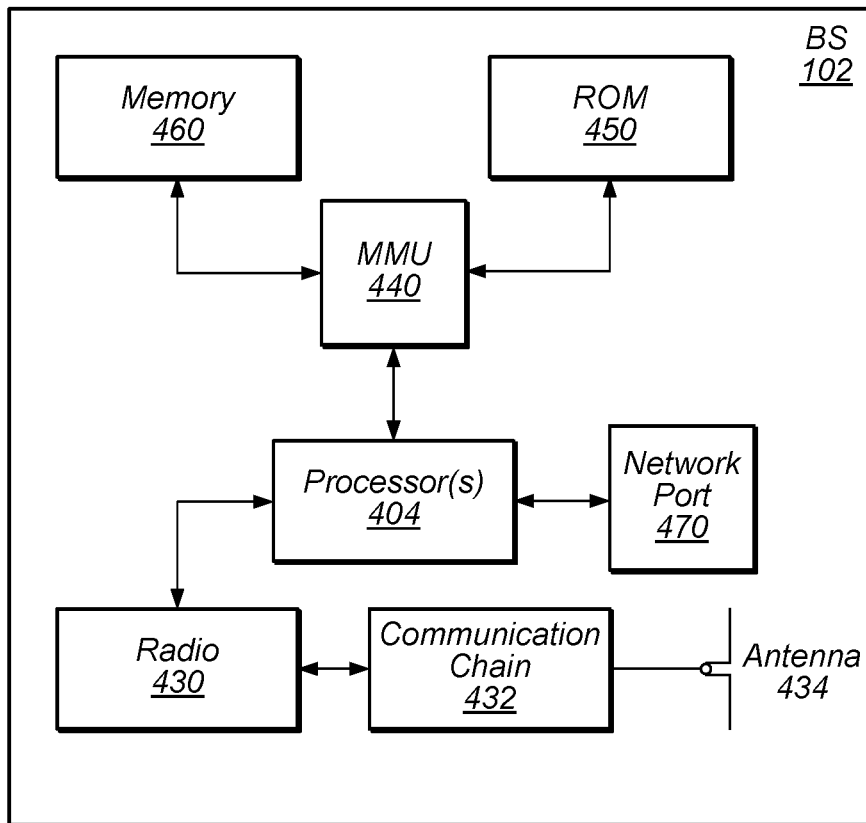 BS
102
Memory
460
ROM
450
MMU
440
Processor(s)
404
Network
Port
470
Radio
430
Communication
Chain
432
Antenna
434